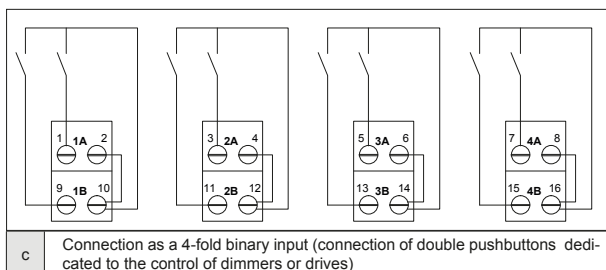 1 1A 2 3 2A 4 5 3A 6 7 4A 8
9 1B 10 11 2B 12 13 3B 14 15 4B 16
c Connection as a 4-fold binary input (connection of double pushbuttons dedi-
cated to the control of dimmers or drives)